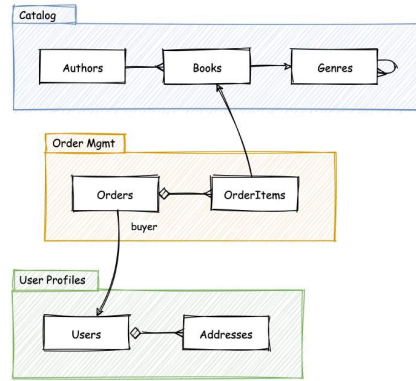 Catalog
Authors
Books
Genres
Order Mgmt
Orders
OrderItems
buyer
User Profiles
Users
Addresses